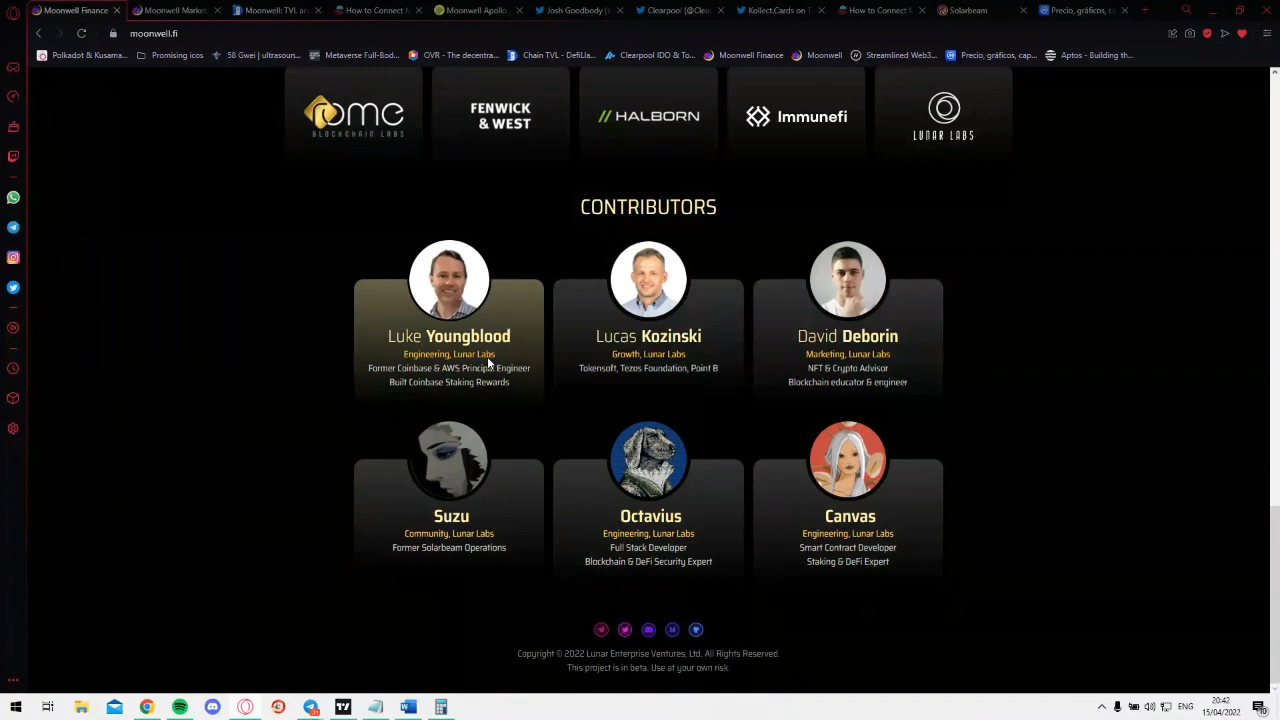 Moonwell Finance
Moonwell Market
Moonwell: TVL an
How to Connect M
Moonwell Apollo
Josh Goodbody (
Clearpool (@Clea
Kollect.Cards on T
How to Connect M
Solarbeam
Precio, gráficos, c
moonwell.fi
Polkadot & Kusama...
Promising icons
58 Gwei | ultrasoun...
Metaverse Full-Bod...
OVR - The decentr...
Chain TVL - DefiLla...
Clearpool IDO & To...
Moonwell Finance
Moonwell
Streamlined Web3...
Precio, gráficos, cap...
Aptos - Building th...
rome
BLOCKCHAIN LABS
FENWICK
& WEST
HALBORN
Immunefi
LUNAR LABS
CONTRIBUTORS
Luke Youngblood
Engineering, Lunar Labs
Former Coinbase & AWS Principal Engineer
Built Coinbase Staking Rewards
Lucas Kozinski
Growth, Lunar Labs
Tokensoft, Tezos Foundation, Point B
David Deborin
Marketing, Lunar Labs
NFT & Crypto Advisor
Blockchain educator & engineer
Suzu
Community, Lunar Labs
Former Solarbeam Operations
Octavius
Engineering, Lunar Labs
Full Stack Developer
Blockchain & DeFi Security Expert
Canvas
Engineering, Lunar Labs
Smart Contract Developer
Staking & DeFi Expert
Copyright © 2022 Lunar Enterprise Ventures, Ltd. All Rights Reserved.
This project is in beta. Use at your own risk.
ENG
20:42
15/04/2022